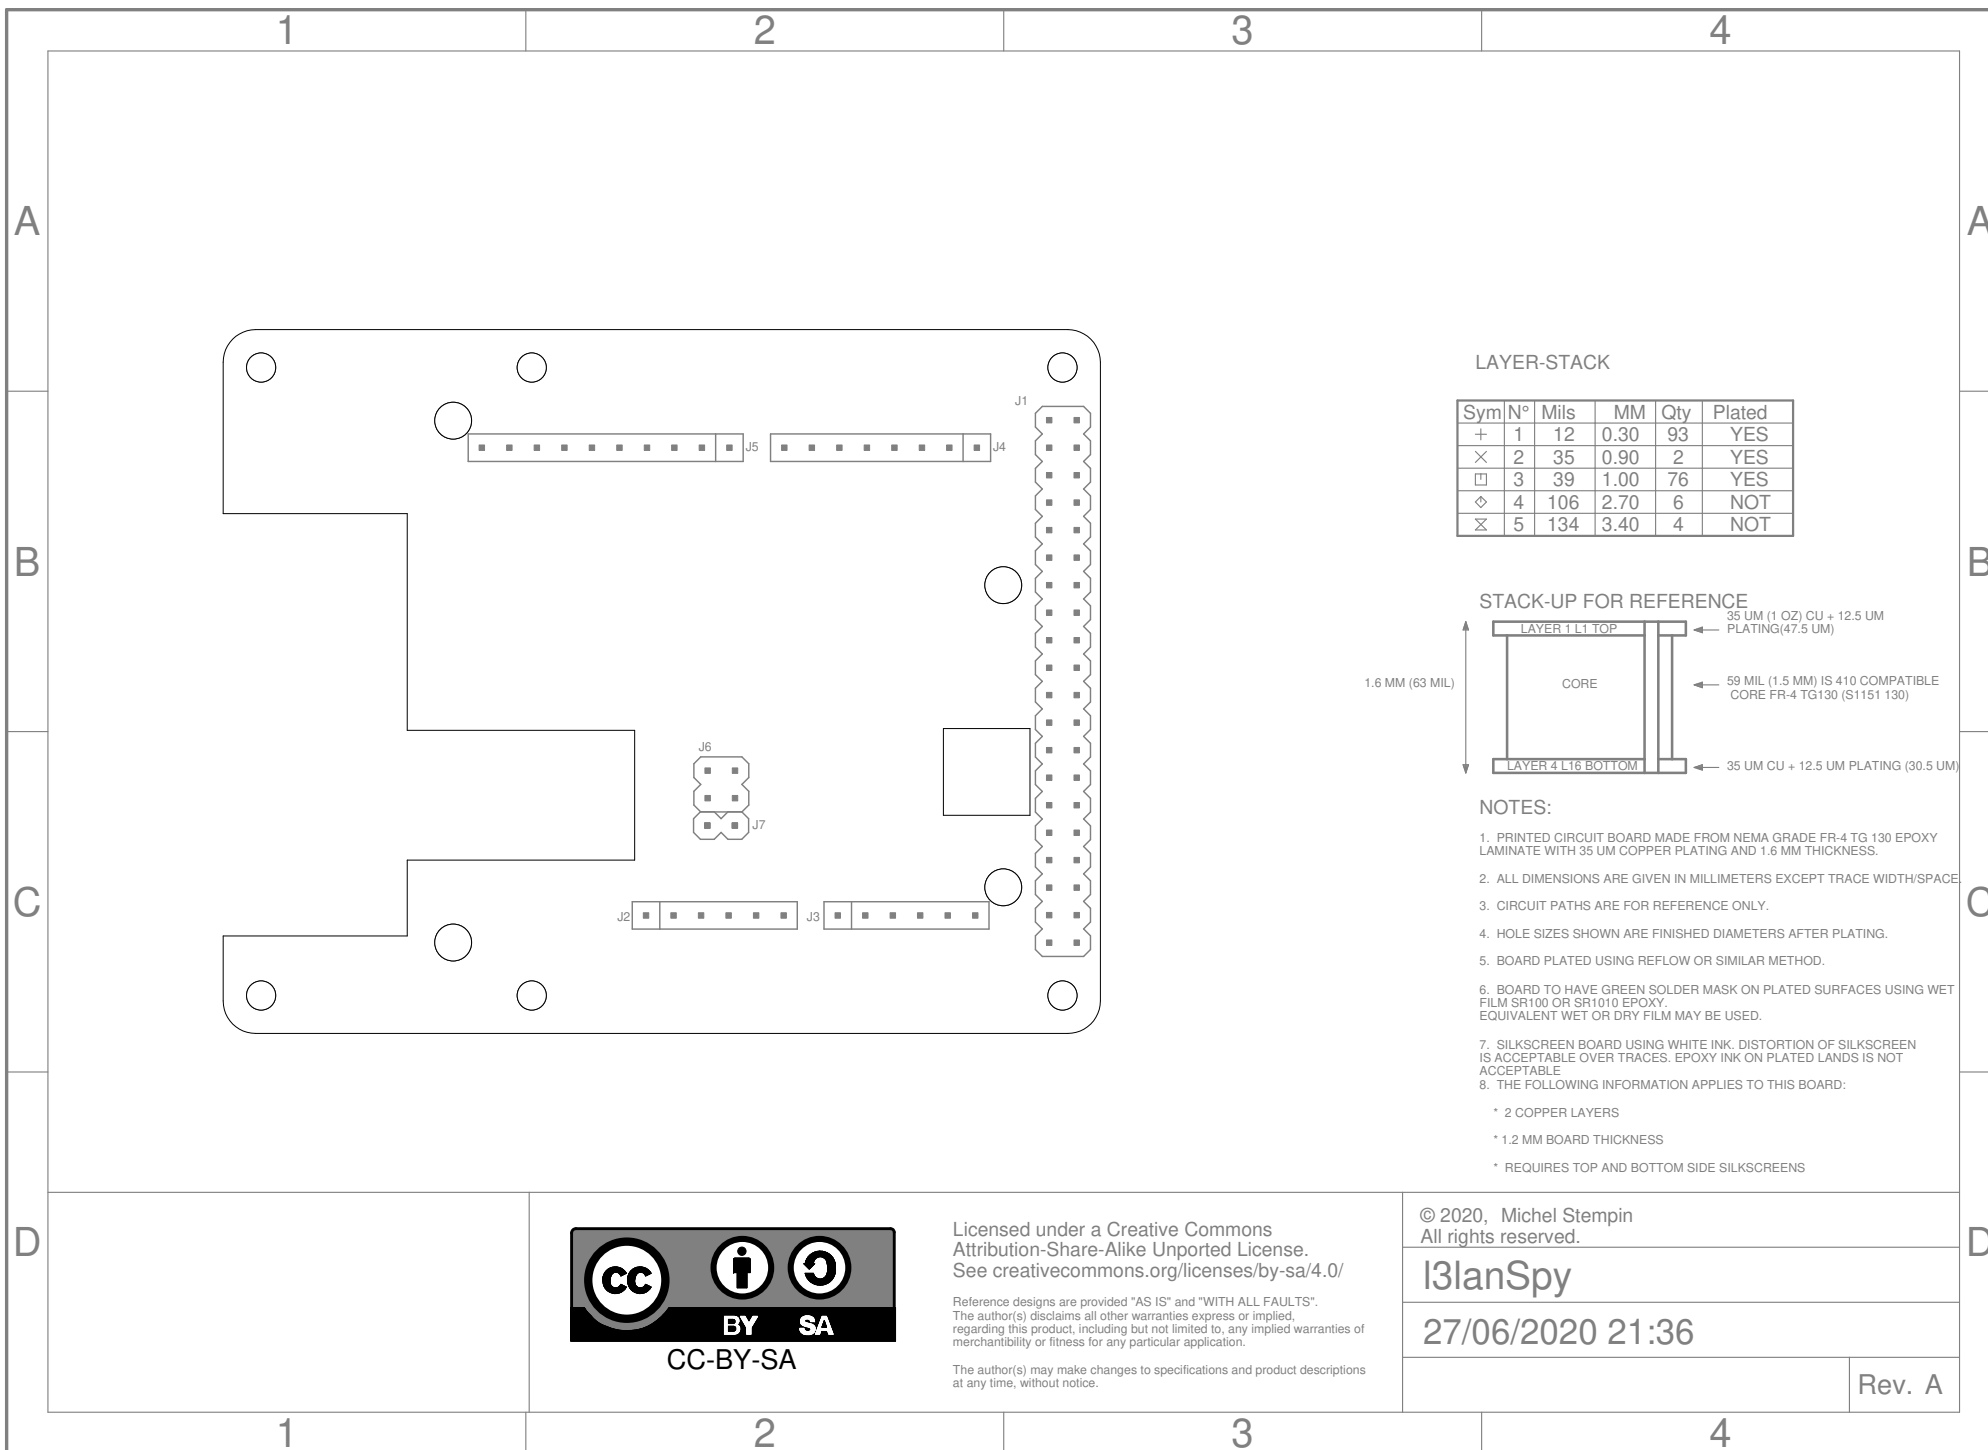 1 2 3 4
A A
J1
J5 J4
LAYER-STACK
Sym N° Mils MM Qty Plated
1 12 0.30 93 YES
2 35 0.90 2 YES
3 39 1.00 76 YES
4 106 2.70 6 NOT
5 134 3.40 4 NOT
B B
STACK-UP FOR REFERENCE
LAYER 1 L1 TOP
35 UM (1 OZ) CU + 12.5 UM
PLATING(47.5 UM)
1.6 MM (63 MIL)
CORE
59 MIL (1.5 MM) IS 410 COMPATIBLE
CORE FR-4 TG130 (S1151 130)
LAYER 4 L16 BOTTOM
35 UM CU + 12.5 UM PLATING (30.5 UM)
J6
J7
J2 J3
C C
NOTES:
1. PRINTED CIRCUIT BOARD MADE FROM NEMA GRADE FR-4 TG 130 EPOXY
LAMINATE WITH 35 UM COPPER PLATING AND 1.6 MM THICKNESS.
2. ALL DIMENSIONS ARE GIVEN IN MILLIMETERS EXCEPT TRACE WIDTH/SPACE.
3. CIRCUIT PATHS ARE FOR REFERENCE ONLY.
4. HOLE SIZES SHOWN ARE FINISHED DIAMETERS AFTER PLATING.
5. BOARD PLATED USING REFLOW OR SIMILAR METHOD.
6. BOARD TO HAVE GREEN SOLDER MASK ON PLATED SURFACES USING WET
FILM SR100 OR SR1010 EPOXY.
EQUIVALENT WET OR DRY FILM MAY BE USED.
7. SILKSCREEN BOARD USING WHITE INK. DISTORTION OF SILKSCREEN
IS ACCEPTABLE OVER TRACES. EPOXY INK ON PLATED LANDS IS NOT
ACCEPTABLE
8. THE FOLLOWING INFORMATION APPLIES TO THIS BOARD:
* 2 COPPER LAYERS
* 1.2 MM BOARD THICKNESS
* REQUIRES TOP AND BOTTOM SIDE SILKSCREENS
D D
cc
BY SA
CC-BY-SA
Licensed under a Creative Commons
Attribution-Share-Alike Unported License.
See creativecommons.org/licenses/by-sa/4.0/
Reference designs are provided "AS IS" and "WITH ALL FAULTS".
The author(s) disclaims all other warranties express or implied,
regarding this product, including but not limited to, any implied warranties of
merchantibility or fitness for any particular application.
The author(s) may make changes to specifications and product descriptions
at any time, without notice.
© 2020, Michel Stempin
All rights reserved.
l3lanSpy
27/06/2020 21:36
Rev. A
1 2 3 4